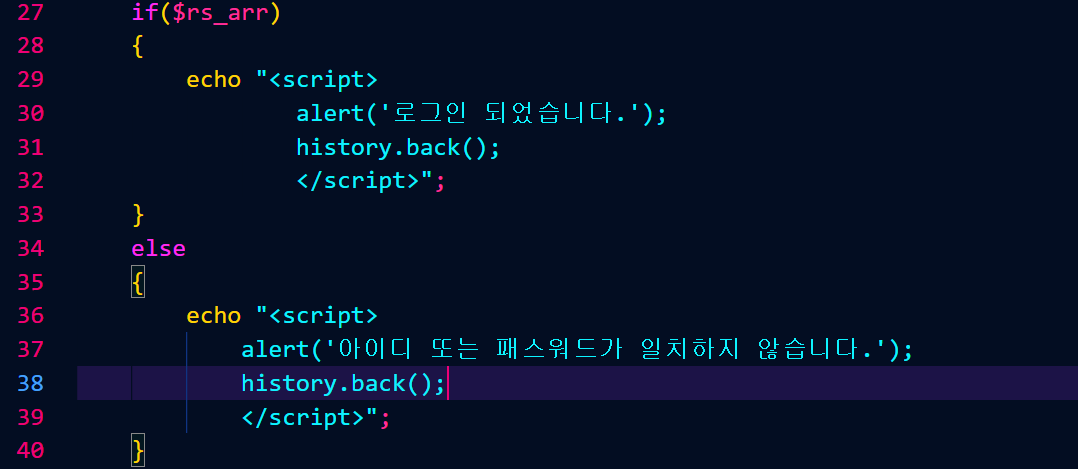 27 if($rs_arr)
28 {
29 echo "<script>
30 alert('로그인 되었습니다.');
31 history.back();
32 </script>";
33 }
34 else
35 {
36 echo "<script>
37 alert('아이디 또는 패스워드가 일치하지 않습니다.');
38 history.back();
39 </script>";
40 }